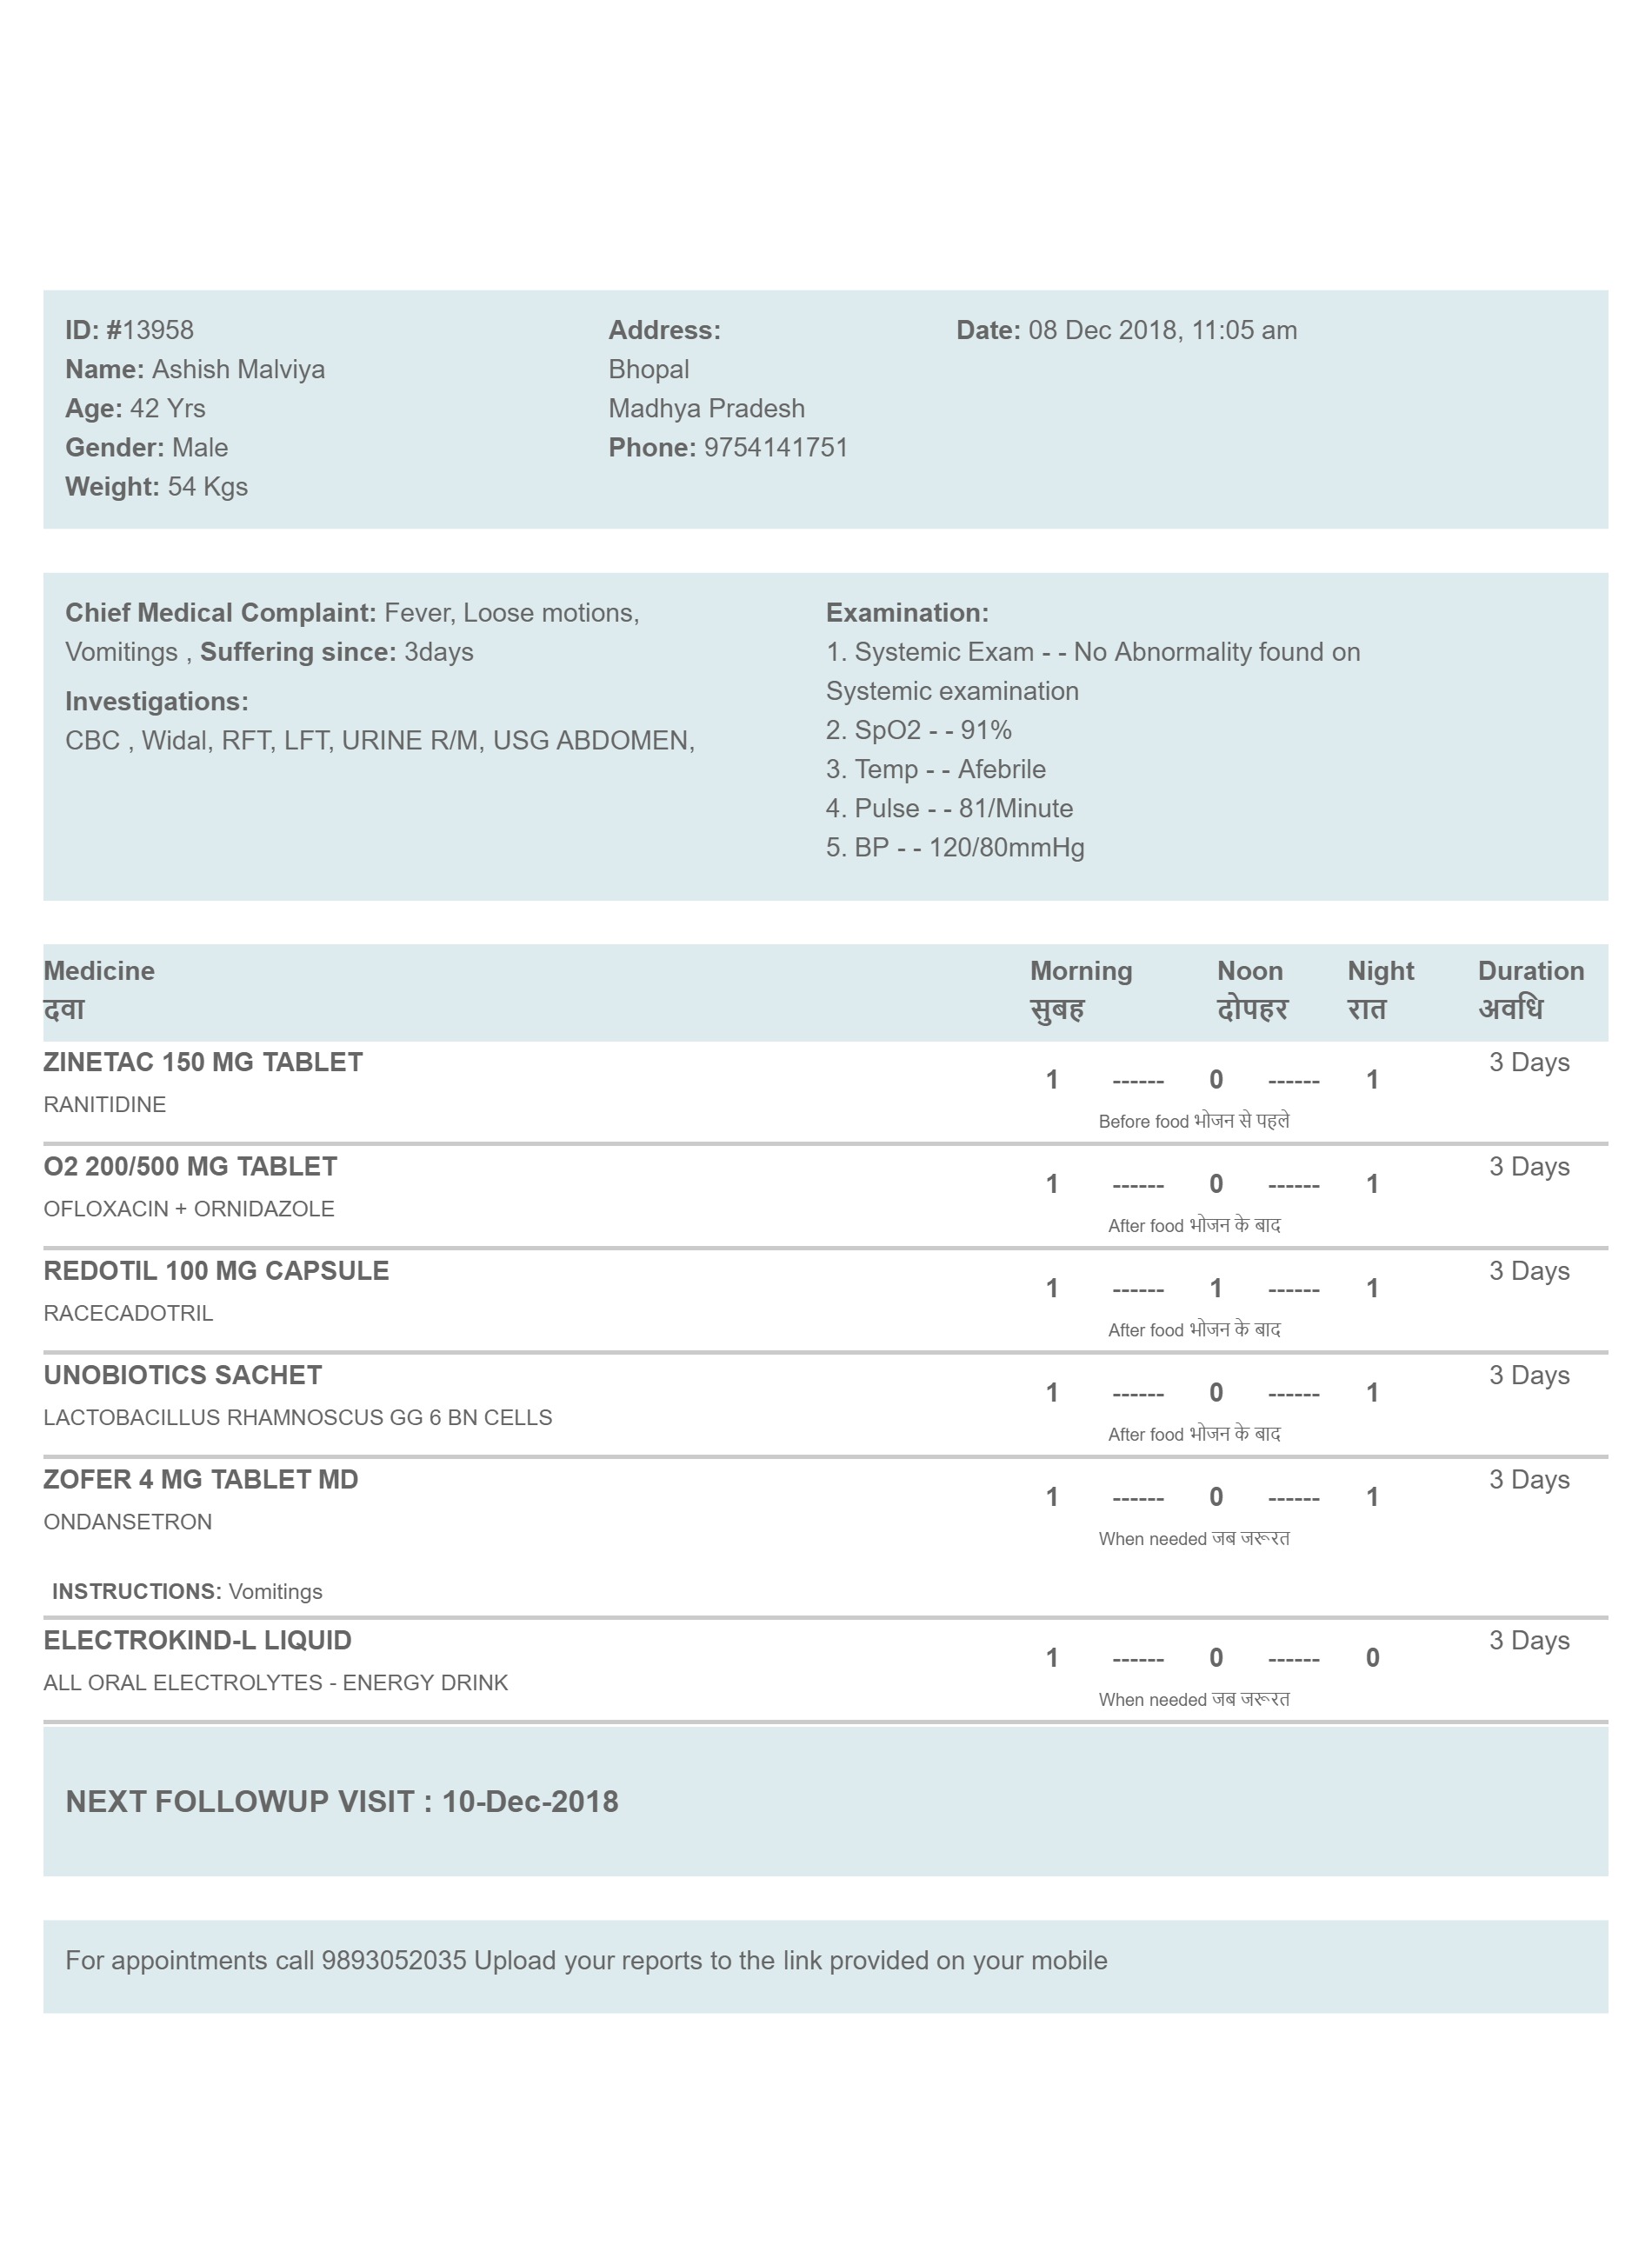 ID: #13958
Name: Ashish Malviya
Age: 42 Yrs
Gender: Male
Weight: 54 Kgs
Address:
Bhopal
Madhya Pradesh
Phone: 9754141751
Date: 08 Dec 2018, 11:05 am
Chief Medical Complaint: Fever, Loose motions,
Vomitings , Suffering since: 3days
Investigations:
CBC , Widal, RFT, LFT, URINE R/M, USG ABDOMEN,
Examination:
1. Systemic Exam - - No Abnormality found on
Systemic examination
2. SpO2 - - 91%
3. Temp - - Afebrile
4. Pulse - - 81/Minute
5. BP - - 120/80mmHg
Medicine Morning Noon Night Duration
दवा सुबह दोपहर रात अवधि
ZINETAC 150 MG TABLET 3 Days
1 ------ 0 ------ 1
RANITIDINE
Before food भोजन से पहले
O2 200/500 MG TABLET 3 Days
1 ------ 0 ------ 1
OFLOXACIN + ORNIDAZOLE
After food भोजन के बाद
REDOTIL 100 MG CAPSULE 3 Days
1 ------ 1 ------ 1
RACECADOTRIL
After food भोजन के बाद
UNOBIOTICS SACHET 3 Days
1 ------ 0 ------ 1
LACTOBACILLUS RHAMNOSCUS GG 6 BN CELLS
After food भोजन के बाद
ZOFER 4 MG TABLET MD 3 Days
1 ------ 0 ------ 1
ONDANSETRON
When needed जब जरूरत
INSTRUCTIONS: Vomitings
ELECTROKIND-L LIQUID 3 Days
1 ------ 0 ------ 0
ALL ORAL ELECTROLYTES - ENERGY DRINK
When needed जब जरूरत
NEXT FOLLOWUP VISIT : 10-Dec-2018
For appointments call 9893052035 Upload your reports to the link provided on your mobile